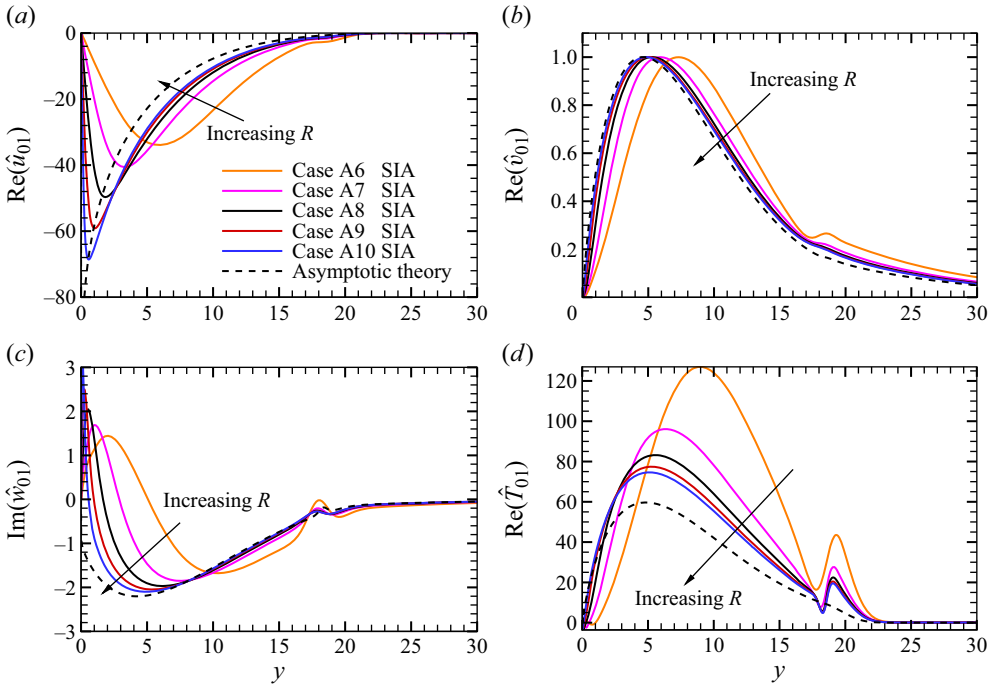 (a)
0
−20
−40
−60
−80
0 5 10 15 20 25 30
Re(û₀₁)
Increasing R
Case A6 SIA
Case A7 SIA
Case A8 SIA
Case A9 SIA
Case A10 SIA
Asymptotic theory
(b)
1.0
0.8
0.6
0.4
0.2
0 5 10 15 20 25 30
Re(v̂₀₁)
Increasing R
(c)
3
2
1
0
−1
−2
−3
0 5 10 15 20 25 30
Im(ŵ₀₁)
Increasing R
y
(d)
120
100
80
60
40
20
0
0 5 10 15 20 25 30
Re(T̂₀₁)
Increasing R
y